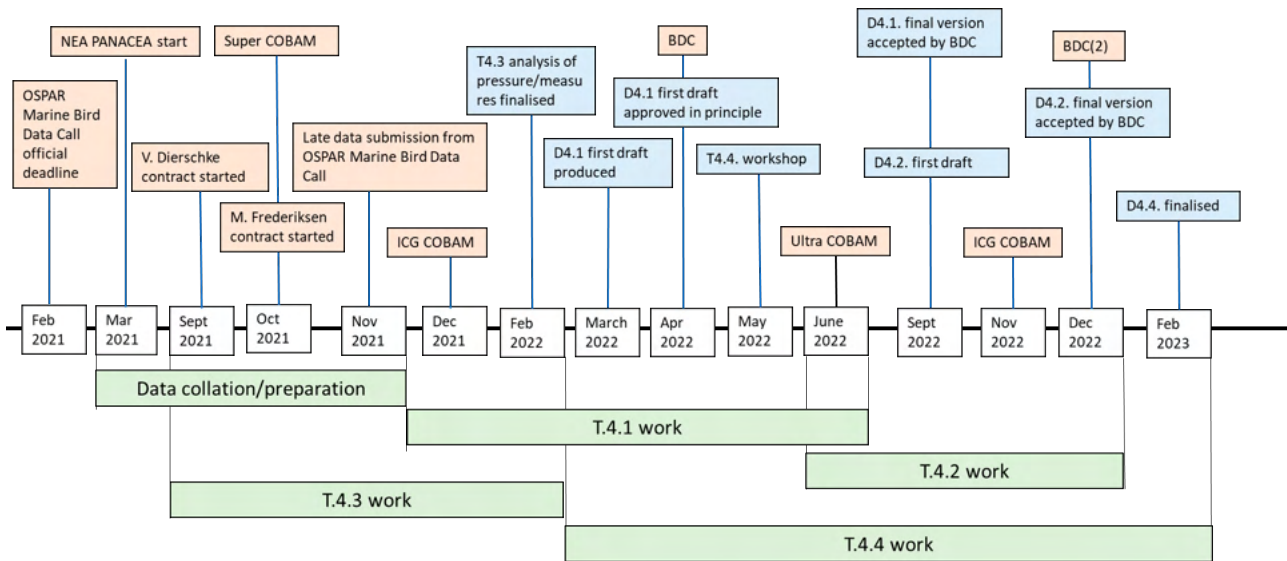 NEA PANACEA start
Super COBAM
OSPAR
Marine Bird
Data Call
official
deadline
V. Dierschke
contract started
M. Frederiksen
contract started
Late data submission from
OSPAR Marine Bird Data
Call
ICG COBAM
T4.3 analysis of
pressure/measu
res finalised
D4.1 first draft
produced
BDC
D4.1 first draft
approved in principle
T4.4. workshop
Ultra COBAM
D4.1. final version
accepted by BDC
D4.2. first draft
ICG COBAM
BDC(2)
D4.2. final version
accepted by BDC
D4.4. finalised
Feb
2021
Mar
2021
Sept
2021
Oct
2021
Nov
2021
Dec
2021
Feb
2022
March
2022
Apr
2022
May
2022
June
2022
Sept
2022
Nov
2022
Dec
2022
Feb
2023
Data collation/preparation
T.4.1 work
T.4.2 work
T.4.3 work
T.4.4 work